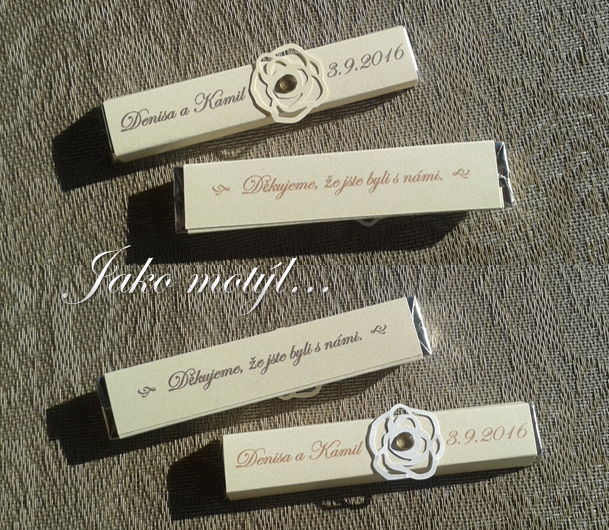 Denisa a Kamil 3.9.2016
Děkujeme, že jste byli s námi.
Jako motýl...
Děkujeme, že jste byli s námi.
Denisa a Kamil 3.9.2016